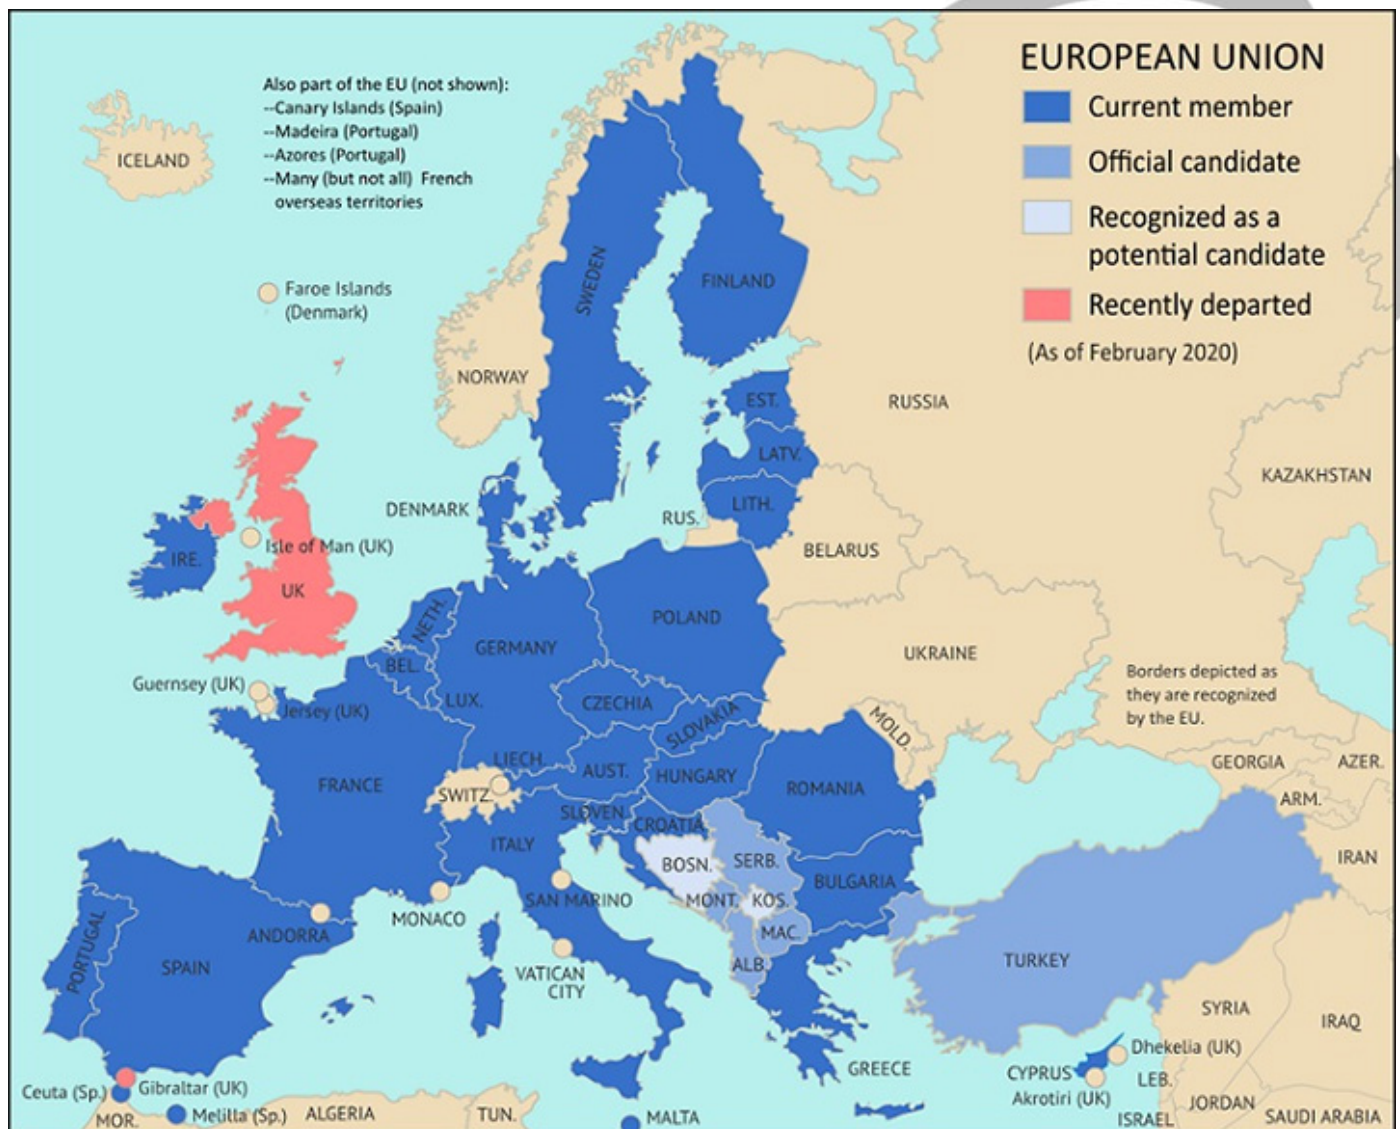 EUROPEAN UNION
Current member
Official candidate
Recognized as a
potential candidate
Recently departed
(As of February 2020)
Also part of the EU (not shown):
--Canary Islands (Spain)
--Madeira (Portugal)
--Azores (Portugal)
--Many (but not all) French
overseas territories
ICELAND
Faroe Islands
(Denmark)
SWEDEN
FINLAND
NORWAY
RUSSIA
EST.
LATV.
LITH.
RUS.
DENMARK
KAZAKHSTAN
BELARUS
IRE.
Isle of Man (UK)
UK
NETH.
POLAND
GERMANY
UKRAINE
BEL.
LUX.
Guernsey (UK)
Jersey (UK)
CZECHIA
SLOVAKIA
MOLD.
Borders depicted as
they are recognized
by the EU.
LIECH.
AUST.
HUNGARY
FRANCE
SWITZ.
ROMANIA
GEORGIA
AZER.
ARM.
SLOVEN.
CROATIA
ITALY
BOSN.
SERB.
IRAN
BULGARIA
MONT.
KOS.
SAN MARINO
MONACO
ANDORRA
MAC.
ALB.
PORTUGAL
SPAIN
VATICAN
CITY
TURKEY
SYRIA
IRAQ
GREECE
CYPRUS
Dhekelia (UK)
Akrotiri (UK)
LEB.
Ceuta (Sp.)
Gibraltar (UK)
Melilla (Sp.)
MOR.
ALGERIA
TUN.
MALTA
ISRAEL
JORDAN
SAUDI ARABIA